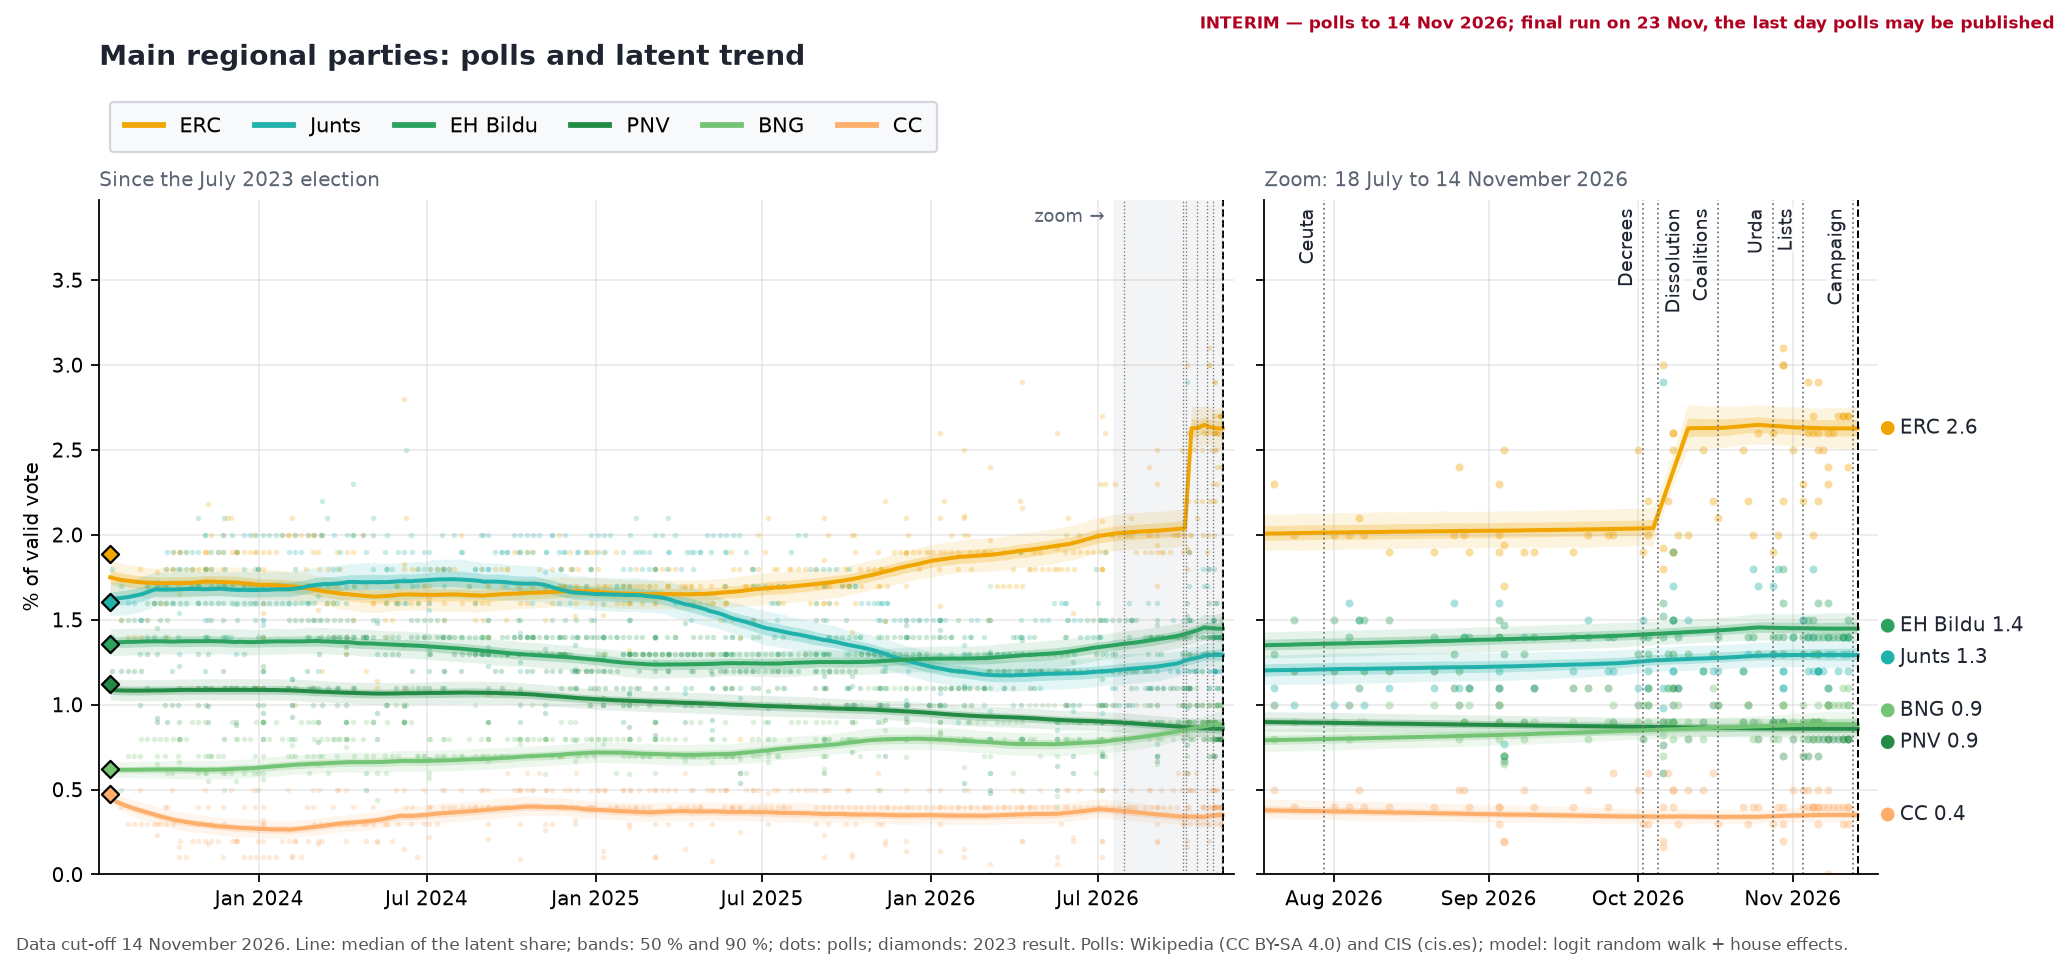 INTERIM — polls to 14 Nov 2026; final run on 23 Nov, the last day polls may be published
Main regional parties: polls and latent trend
ERC Junts EH Bildu PNV BNG CC
Since the July 2023 election
Zoom: 18 July to 14 November 2026
zoom →
Ceuta
Decrees
Dissolution
Coalitions
Urda
Lists
Campaign
% of valid vote
3.5
3.0
2.5
2.0
1.5
1.0
0.5
0.0
ERC 2.6
EH Bildu 1.4
Junts 1.3
BNG 0.9
PNV 0.9
CC 0.4
Jan 2024 Jul 2024 Jan 2025 Jul 2025 Jan 2026 Jul 2026
Aug 2026 Sep 2026 Oct 2026 Nov 2026
Data cut-off 14 November 2026. Line: median of the latent share; bands: 50 % and 90 %; dots: polls; diamonds: 2023 result. Polls: Wikipedia (CC BY-SA 4.0) and CIS (cis.es); model: logit random walk + house effects.